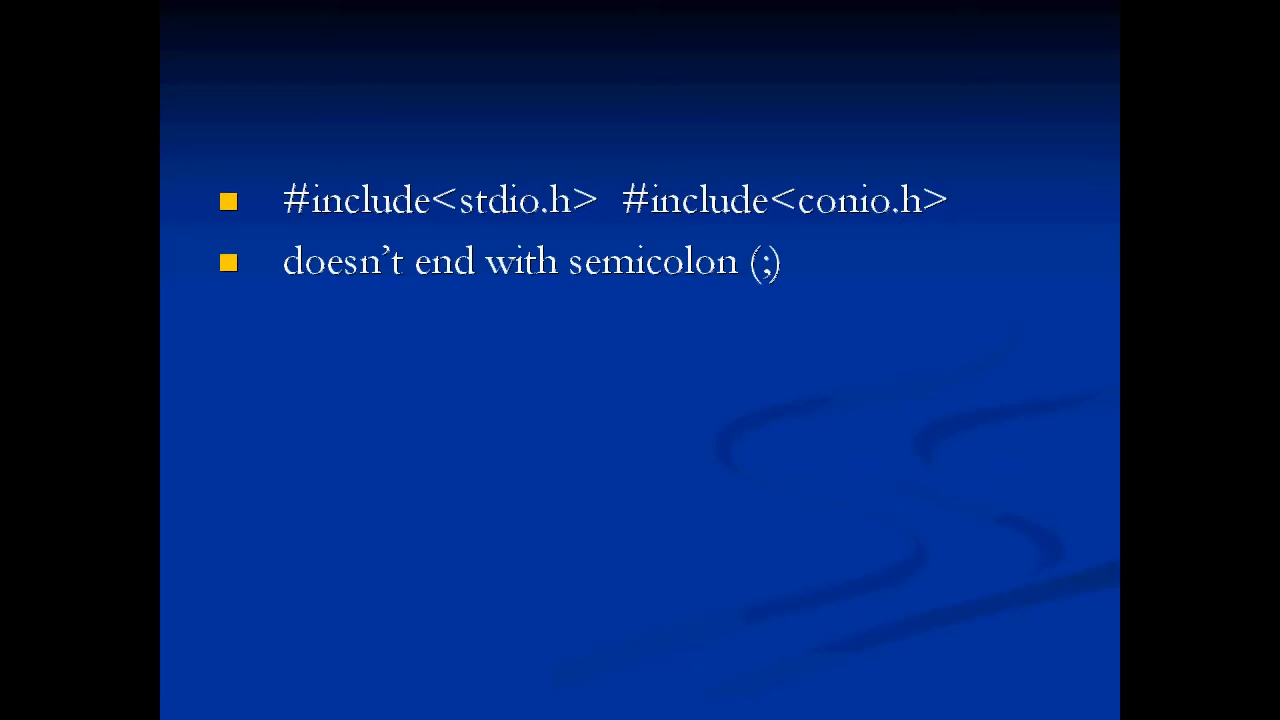 #include<stdio.h>  #include<conio.h>
doesn’t end with semicolon (;)